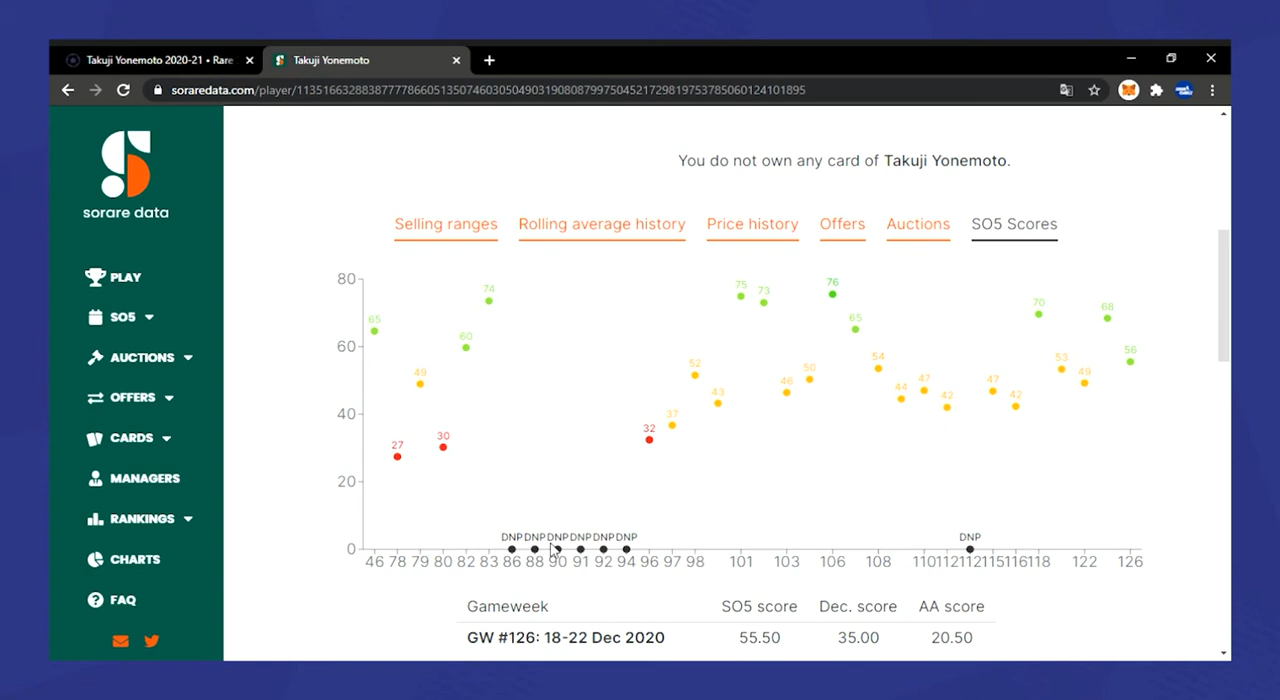 Takuji Yonemoto 2020-21 • Rare
Takuji Yonemoto
soraredata.com/player/113516632883877778660513507460305049031908087997504521729819753785060124101895
sorare data
PLAY
SO5
AUCTIONS
OFFERS
CARDS
MANAGERS
RANKINGS
CHARTS
FAQ
You do not own any card of Takuji Yonemoto.
Selling ranges Rolling average history Price history Offers Auctions SO5 Scores
80
60
40
20
0
65 27 49 30 60 74 DNP DNP DNP DNP DNP DNP 32 37 52 43 75 73 46 50 76 65 54 44 47 42 DNP 47 42 70 53 49 68 56
46 78 79 80 82 83 86 88 90 91 92 94 96 97 98 101 103 106 108 110 112 112 115 116 118 122 126
Gameweek SO5 score Dec. score AA score
GW #126: 18-22 Dec 2020 55.50 35.00 20.50